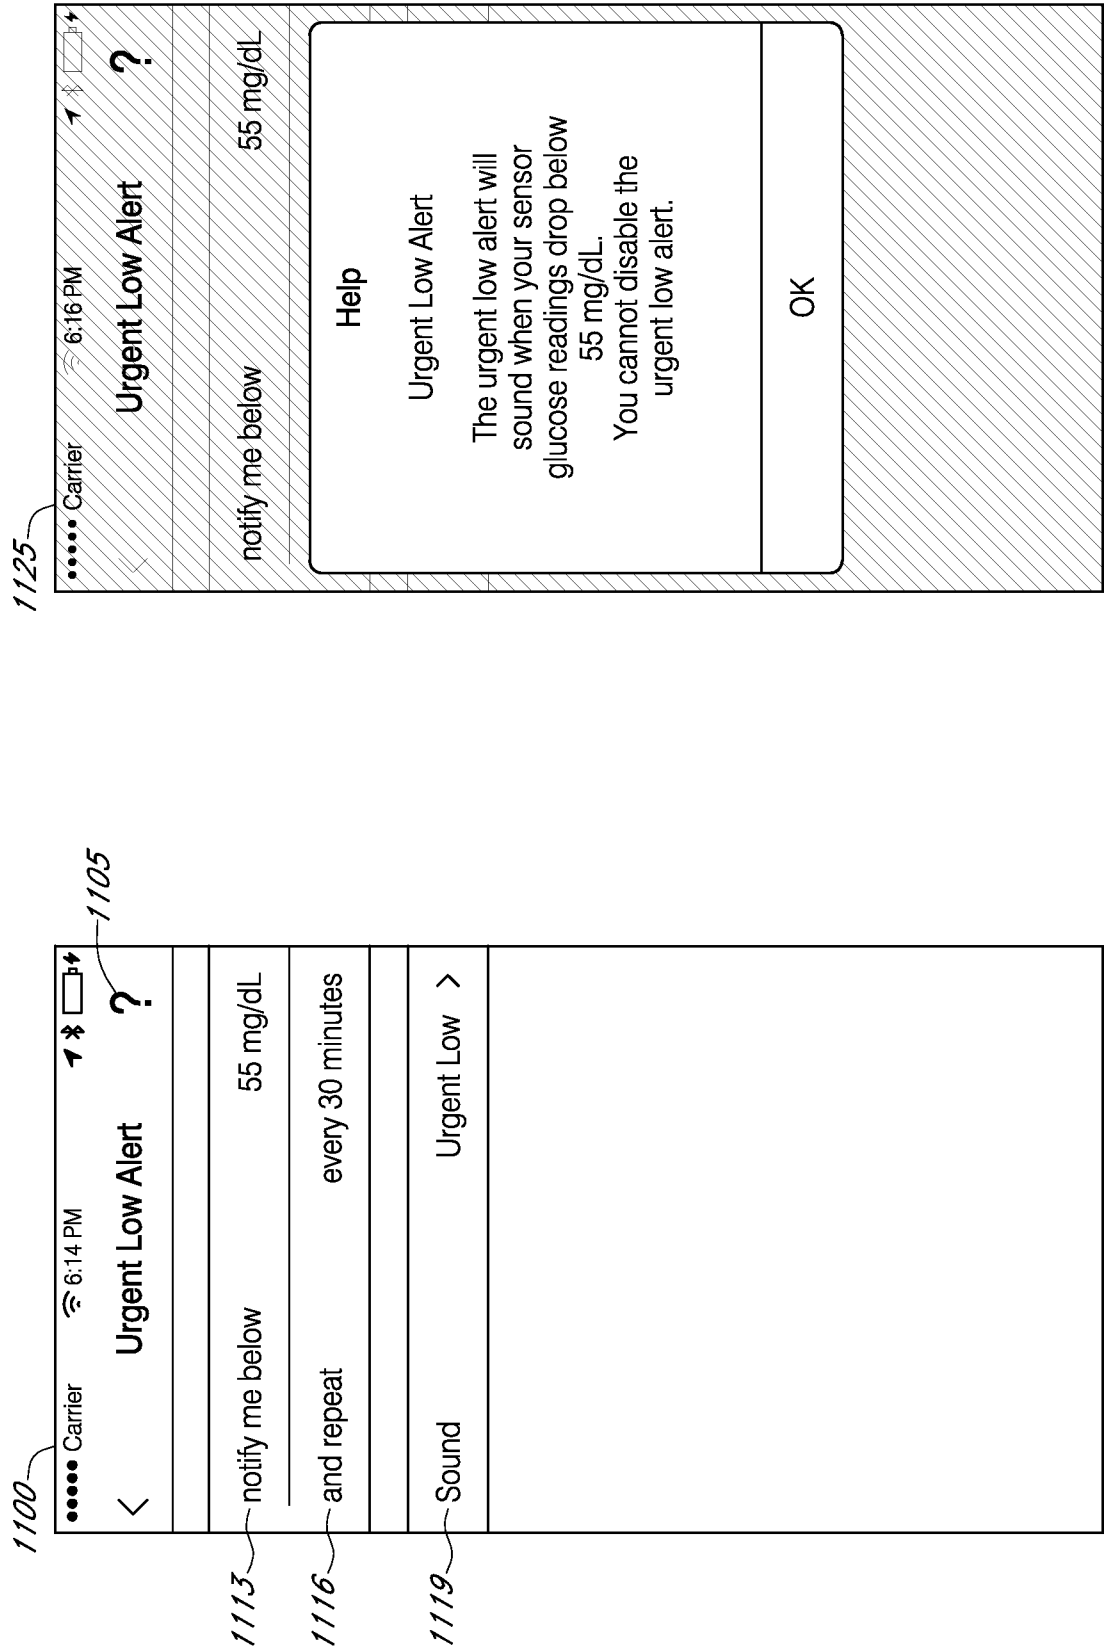 1100
••••• Carrier 6:14 PM
< Urgent Low Alert ?
1105
1113 notify me below 55 mg/dL
1116 and repeat every 30 minutes
1119 Sound Urgent Low >
1125
••••• Carrier 6:16 PM
< Urgent Low Alert ?
notify me below 55 mg/dL
Help
Urgent Low Alert
The urgent low alert will
sound when your sensor
glucose readings drop below
55 mg/dL.
You cannot disable the
urgent low alert.
OK